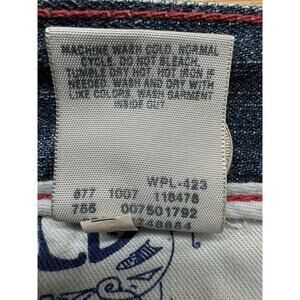 MACHINE WASH COLD, NORMAL
CYCLE, DO NOT BLEACH,
TUMBLE DRY HOT, HOT IRON IF
NEEDED. WASH AND DRY WITH
LIKE COLORS. WASH GARMENT
INSIDE OUT
WPL-423
877 1007 118478
755 007501792